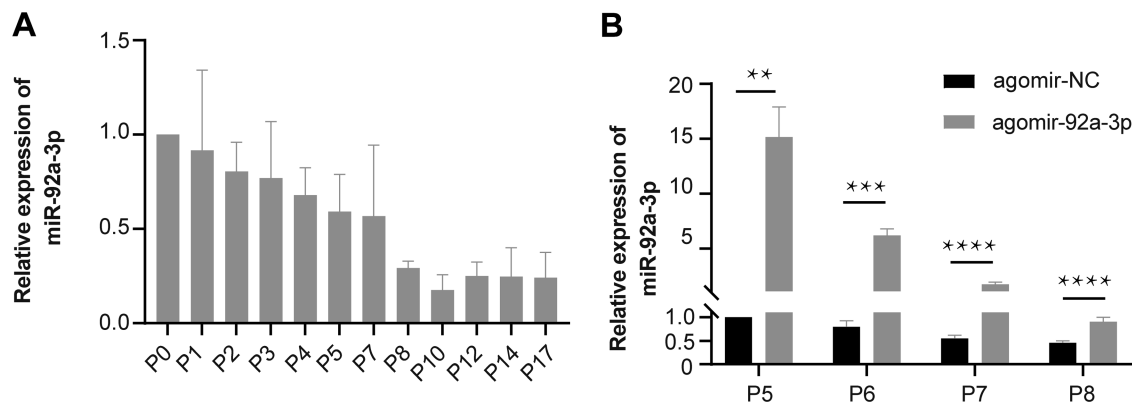 A
Relative expression of
miR-92a-3p
1.5
1.0
0.5
0.0
P0 P1 P2 P3 P4 P5 P7 P8 P10 P12 P14 P17
B
Relative expression of
miR-92a-3p
20
15
10
5
1.0
0.5
0
**
***
****
****
agomir-NC
agomir-92a-3p
P5 P6 P7 P8